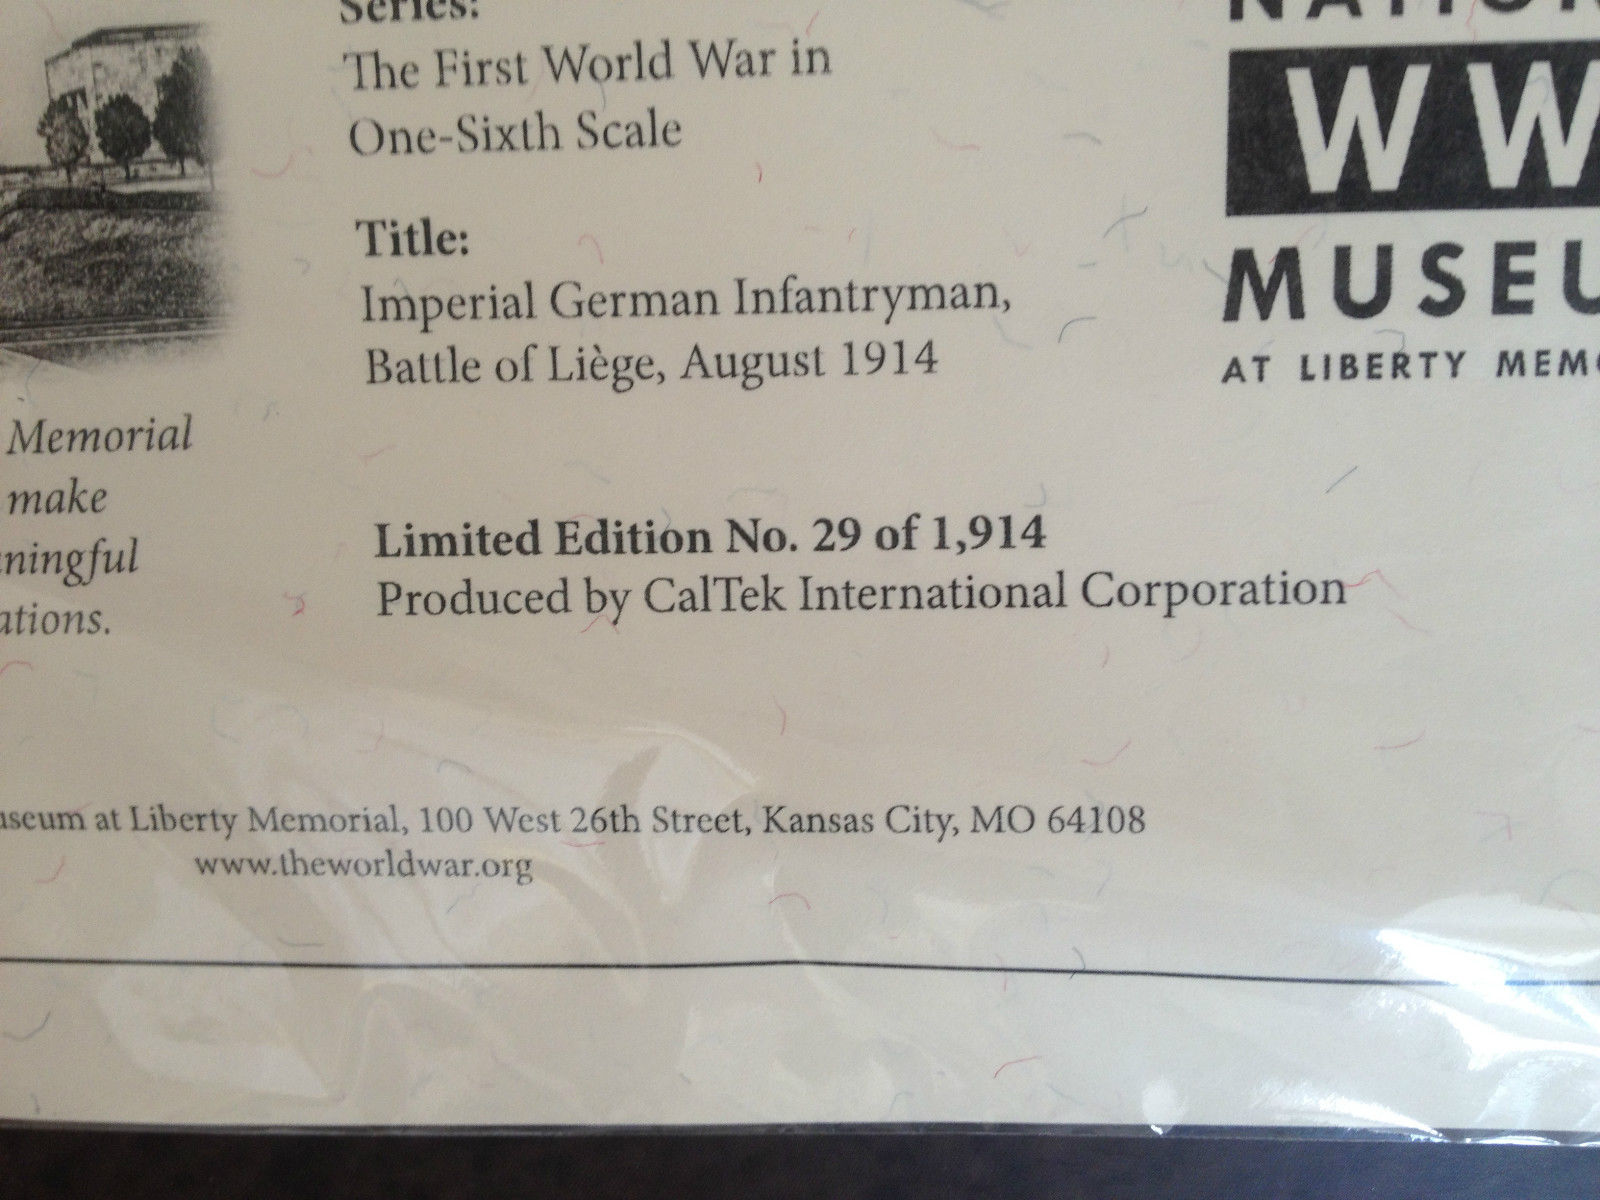 Series:
The First World War in
One-Sixth Scale
Title:
Imperial German Infantryman,
Battle of Liège, August 1914
Limited Edition No. 29 of 1,914
Produced by CalTek International Corporation
Memorial
make
ningful
ations.
NATION
WW
MUSEU
AT LIBERTY MEMO
useum at Liberty Memorial, 100 West 26th Street, Kansas City, MO 64108
www.theworldwar.org